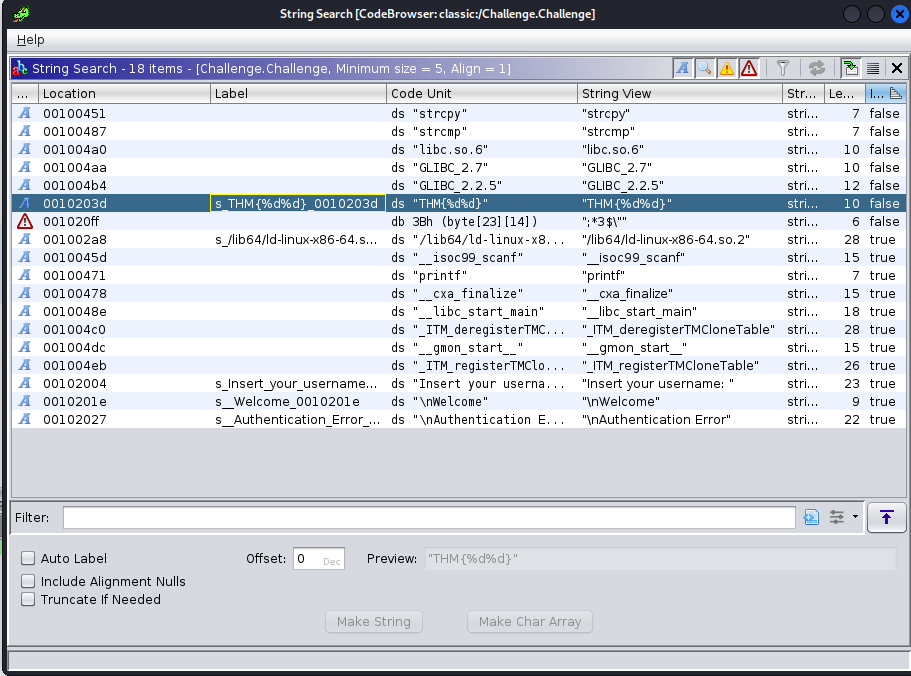 String Search [CodeBrowser: classic:/Challenge.Challenge]
Help
String Search - 18 items - [Challenge.Challenge, Minimum size = 5, Align = 1]
... Location Label Code Unit String View Str... Le... I...
A 00100451 ds "strcpy" "strcpy" stri... 7 false
A 00100487 ds "strcmp" "strcmp" stri... 7 false
A 001004a0 ds "libc.so.6" "libc.so.6" stri... 10 false
A 001004aa ds "GLIBC_2.7" "GLIBC_2.7" stri... 10 false
A 001004b4 ds "GLIBC_2.2.5" "GLIBC_2.2.5" stri... 12 false
A 0010203d s_THM{%d%d}_0010203d ds "THM{%d%d}" "THM{%d%d}" stri... 10 false
001020ff db 3Bh (byte[23][14]) ";*3$\"" stri... 6 false
A 001002a8 s_/lib64/ld-linux-x86-64.s... ds "/lib64/ld-linux-x8... "/lib64/ld-linux-x86-64.so.2" stri... 28 true
A 0010045d ds "__isoc99_scanf" "__isoc99_scanf" stri... 15 true
A 00100471 ds "printf" "printf" stri... 7 true
A 00100478 ds "__cxa_finalize" "__cxa_finalize" stri... 15 true
A 0010048e ds "__libc_start_main" "__libc_start_main" stri... 18 true
A 001004c0 ds "_ITM_deregisterTMC... "_ITM_deregisterTMCloneTable" stri... 28 true
A 001004dc ds "__gmon_start__" "__gmon_start__" stri... 15 true
A 001004eb ds "_ITM_registerTMClo... "_ITM_registerTMCloneTable" stri... 26 true
A 00102004 s_Insert_your_username... ds "Insert your userna... "Insert your username: " stri... 23 true
A 0010201e s__Welcome_0010201e ds "\nWelcome" "\nWelcome" stri... 9 true
A 00102027 s__Authentication_Error_... ds "\nAuthentication E... "\nAuthentication Error" stri... 22 true
Filter:
Auto Label Offset: 0 Dec Preview: "THM{%d%d}"
Include Alignment Nulls
Truncate If Needed
Make String Make Char Array